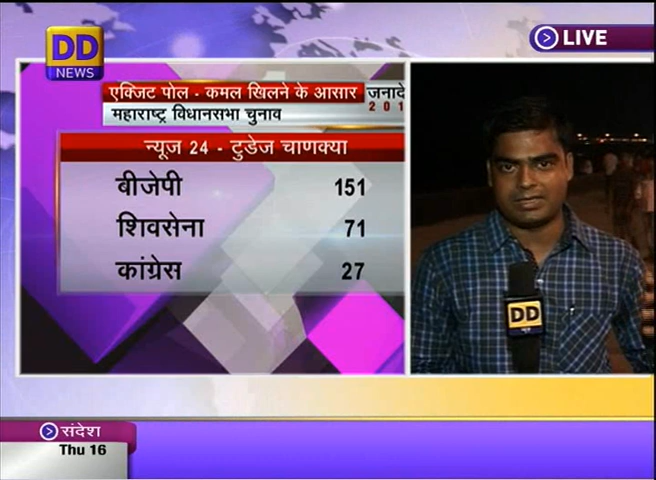 DD
NEWS
LIVE
एक्जिट पोल - कमल खिलने के आसार
जनादे
201
महाराष्ट्र विधानसभा चुनाव
न्यूज 24 - टुडेज चाणक्या
बीजेपी 151
शिवसेना 71
कांग्रेस 27
DD
संदेश
Thu 16